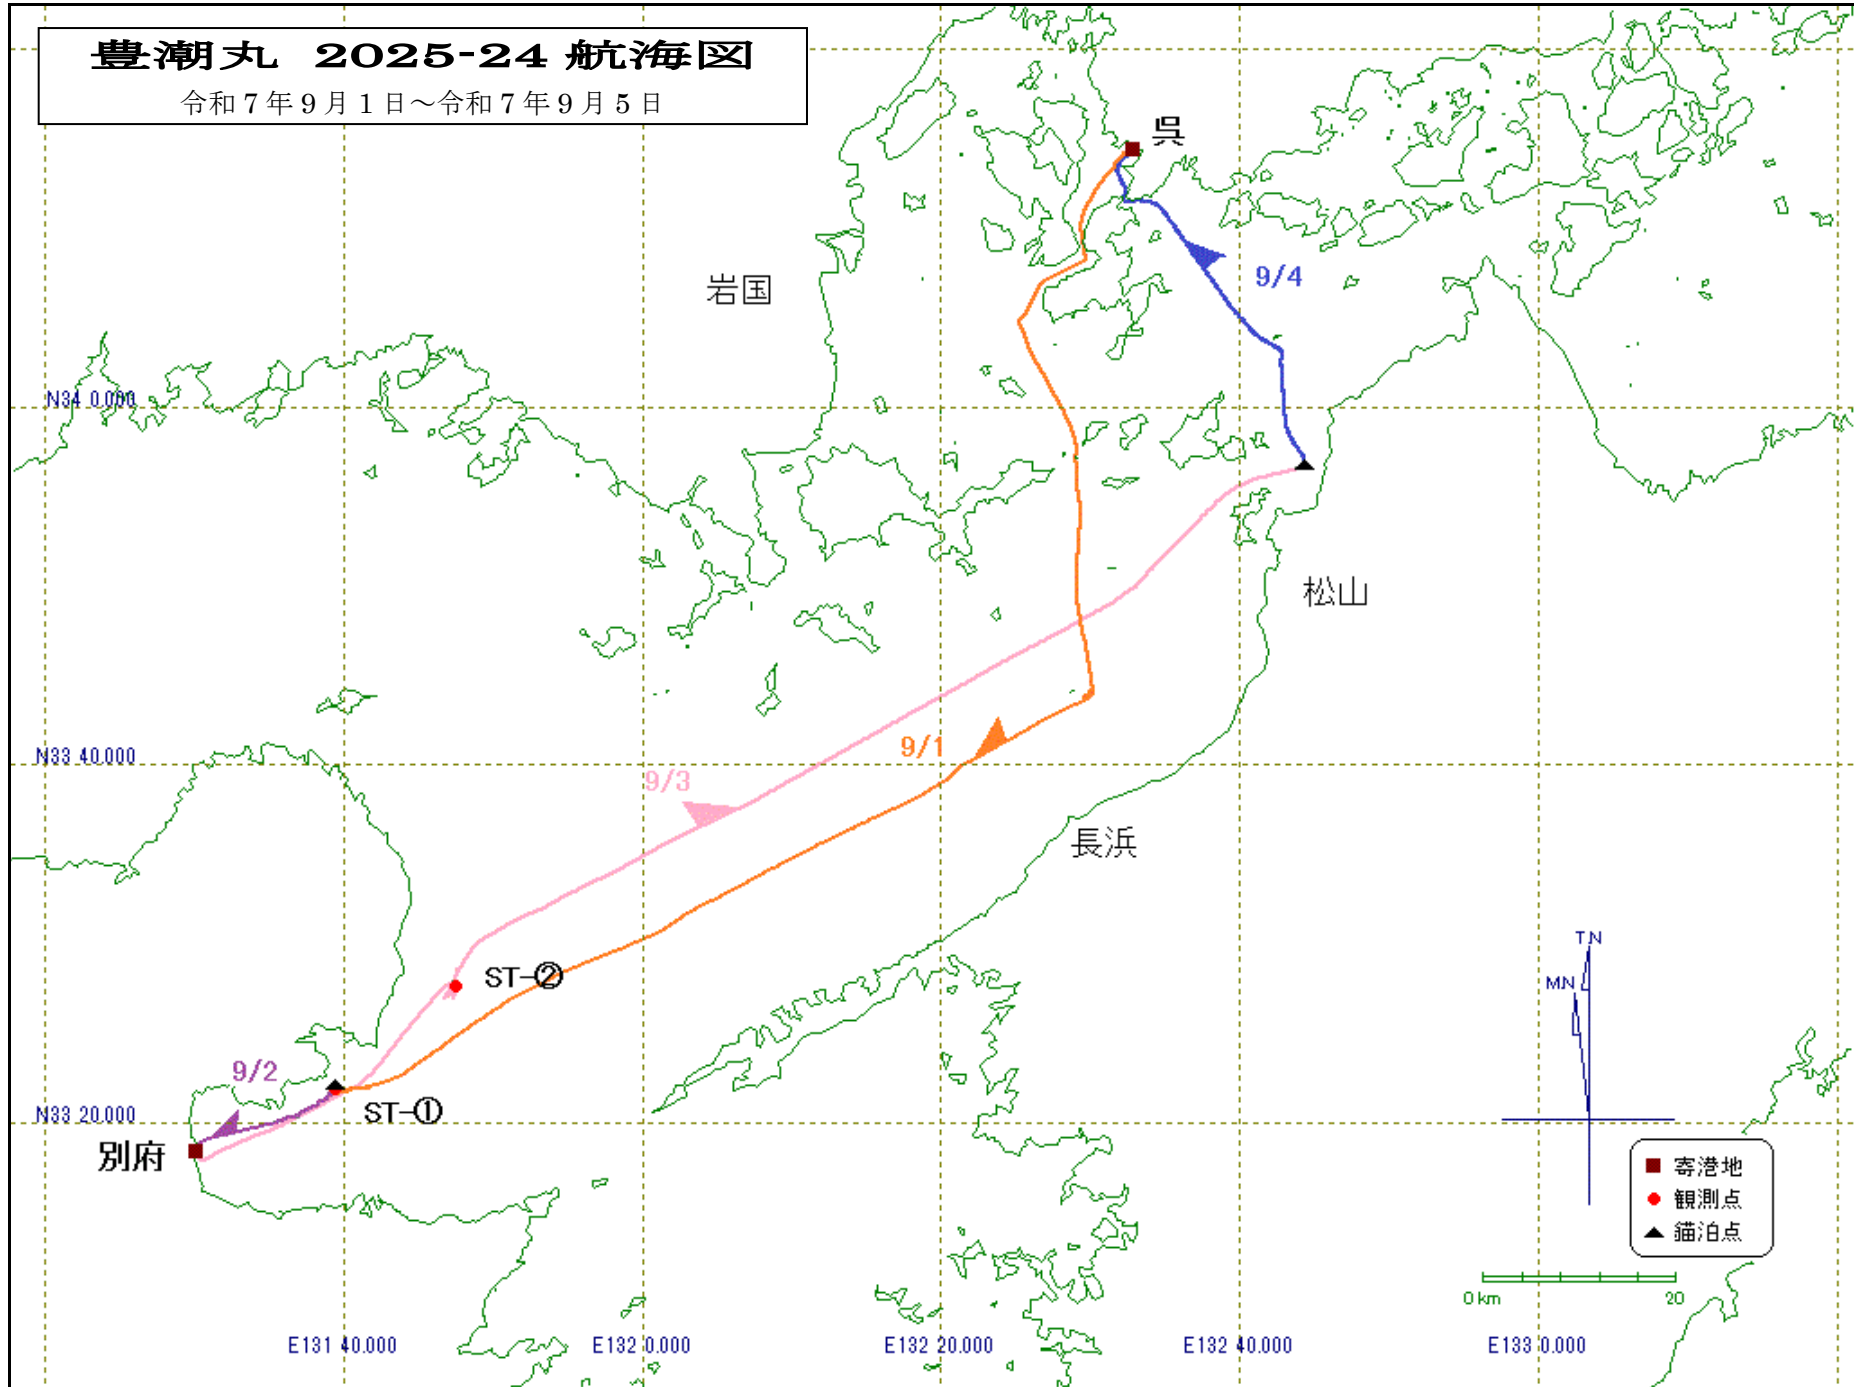 豊潮丸 2025-24 航海図
令和7年9月1日～令和7年9月5日
呉
9/4
岩国
N34 0.000
松山
9/1
N33 40.000
9/3
長浜
T.N
ST-②
M.N
9/2
ST-①
N33 20.000
別府
寄港地
観測点
錨泊点
0 km 20
E131 40.000 E132 0.000 E132 20.000 E132 40.000 E133 0.000